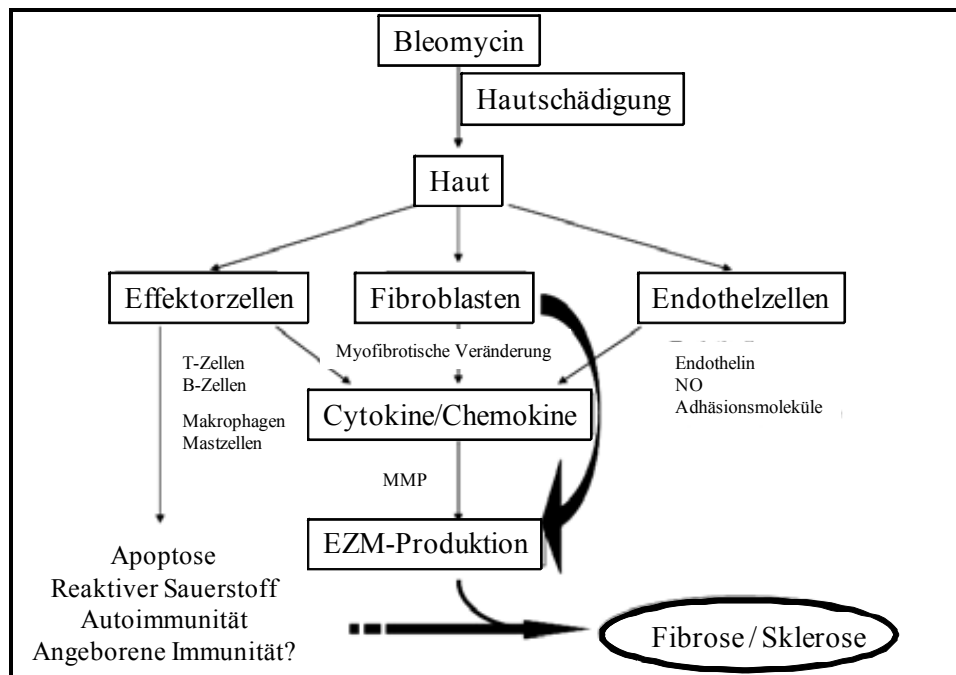 Bleomycin
Hautschädigung
Haut
Effektorzellen
Fibroblasten
Endothelzellen
T-Zellen
B-Zellen
Makrophagen
Mastzellen
Myofibrotische Veränderung
Endothelin
NO
Adhäsionsmoleküle
Cytokine/Chemokine
MMP
EZM-Produktion
Apoptose
Reaktiver Sauerstoff
Autoimmunität
Angeborene Immunität?
Fibrose / Sklerose